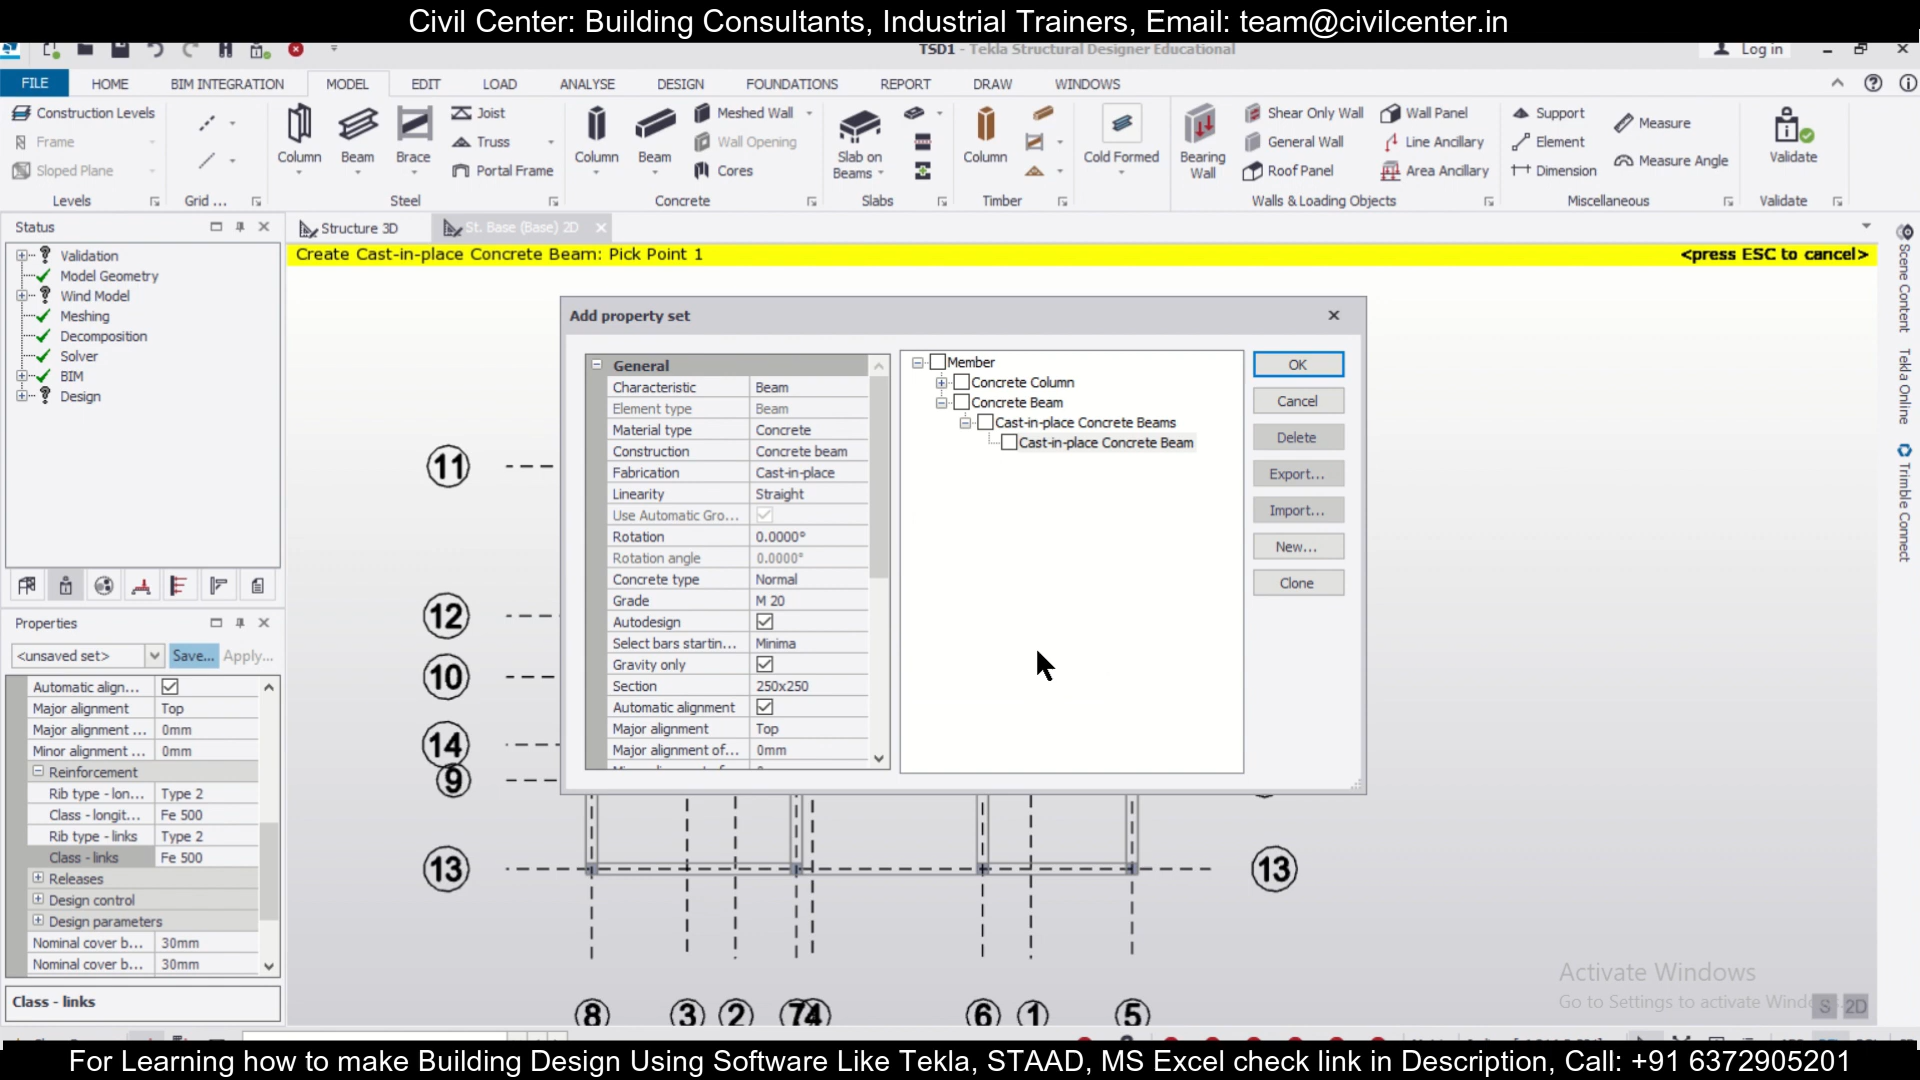 Civil Center: Building Consultants, Industrial Trainers, Email: team@civilcenter.in
TSD1 - Tekla Structural Designer Educational
Log in
FILE HOME BIM INTEGRATION MODEL EDIT LOAD ANALYSE DESIGN FOUNDATIONS REPORT DRAW WINDOWS
Construction Levels
Frame
Sloped Plane
Levels
Grid ...
Column
Beam
Brace
Joist
Truss
Portal Frame
Steel
Column
Beam
Meshed Wall
Wall Opening
Cores
Concrete
Slab on
Beams
Slabs
Column
Timber
Cold Formed
Bearing
Wall
Shear Only Wall
General Wall
Roof Panel
Wall Panel
Line Ancillary
Area Ancillary
Walls & Loading Objects
Support
Element
Dimension
Measure
Measure Angle
Miscellaneous
Validate
Validate
Status
Validation
Model Geometry
Wind Model
Meshing
Decomposition
Solver
BIM
Design
Structure 3D
St. Base (Base) 2D
Create Cast-in-place Concrete Beam: Pick Point 1
<press ESC to cancel>
Scene Content
Tekla Online
Trimble Connect
Add property set
General
Characteristic Beam
Element type Beam
Material type Concrete
Construction Concrete beam
Fabrication Cast-in-place
Linearity Straight
Use Automatic Gro...
Rotation 0.0000°
Rotation angle 0.0000°
Concrete type Normal
Grade M 20
Autodesign
Select bars startin... Minima
Gravity only
Section 250x250
Automatic alignment
Major alignment Top
Major alignment of... 0mm
Member
Concrete Column
Concrete Beam
Cast-in-place Concrete Beams
Cast-in-place Concrete Beam
OK
Cancel
Delete
Export...
Import...
New...
Clone
Properties
<unsaved set> Save... Apply...
Automatic align...
Major alignment Top
Major alignment ... 0mm
Minor alignment ... 0mm
Reinforcement
Rib type - lon... Type 2
Class - longit... Fe 500
Rib type - links Type 2
Class - links Fe 500
Releases
Design control
Design parameters
Nominal cover b... 30mm
Nominal cover b... 30mm
Class - links
11
12
10
14
9
13 13
8 3 2 7 4 6 1 5
Activate Windows
Go to Settings to activate
S 2D
For Learning how to make Building Design Using Software Like Tekla, STAAD, MS Excel check link in Description, Call: +91 6372905201